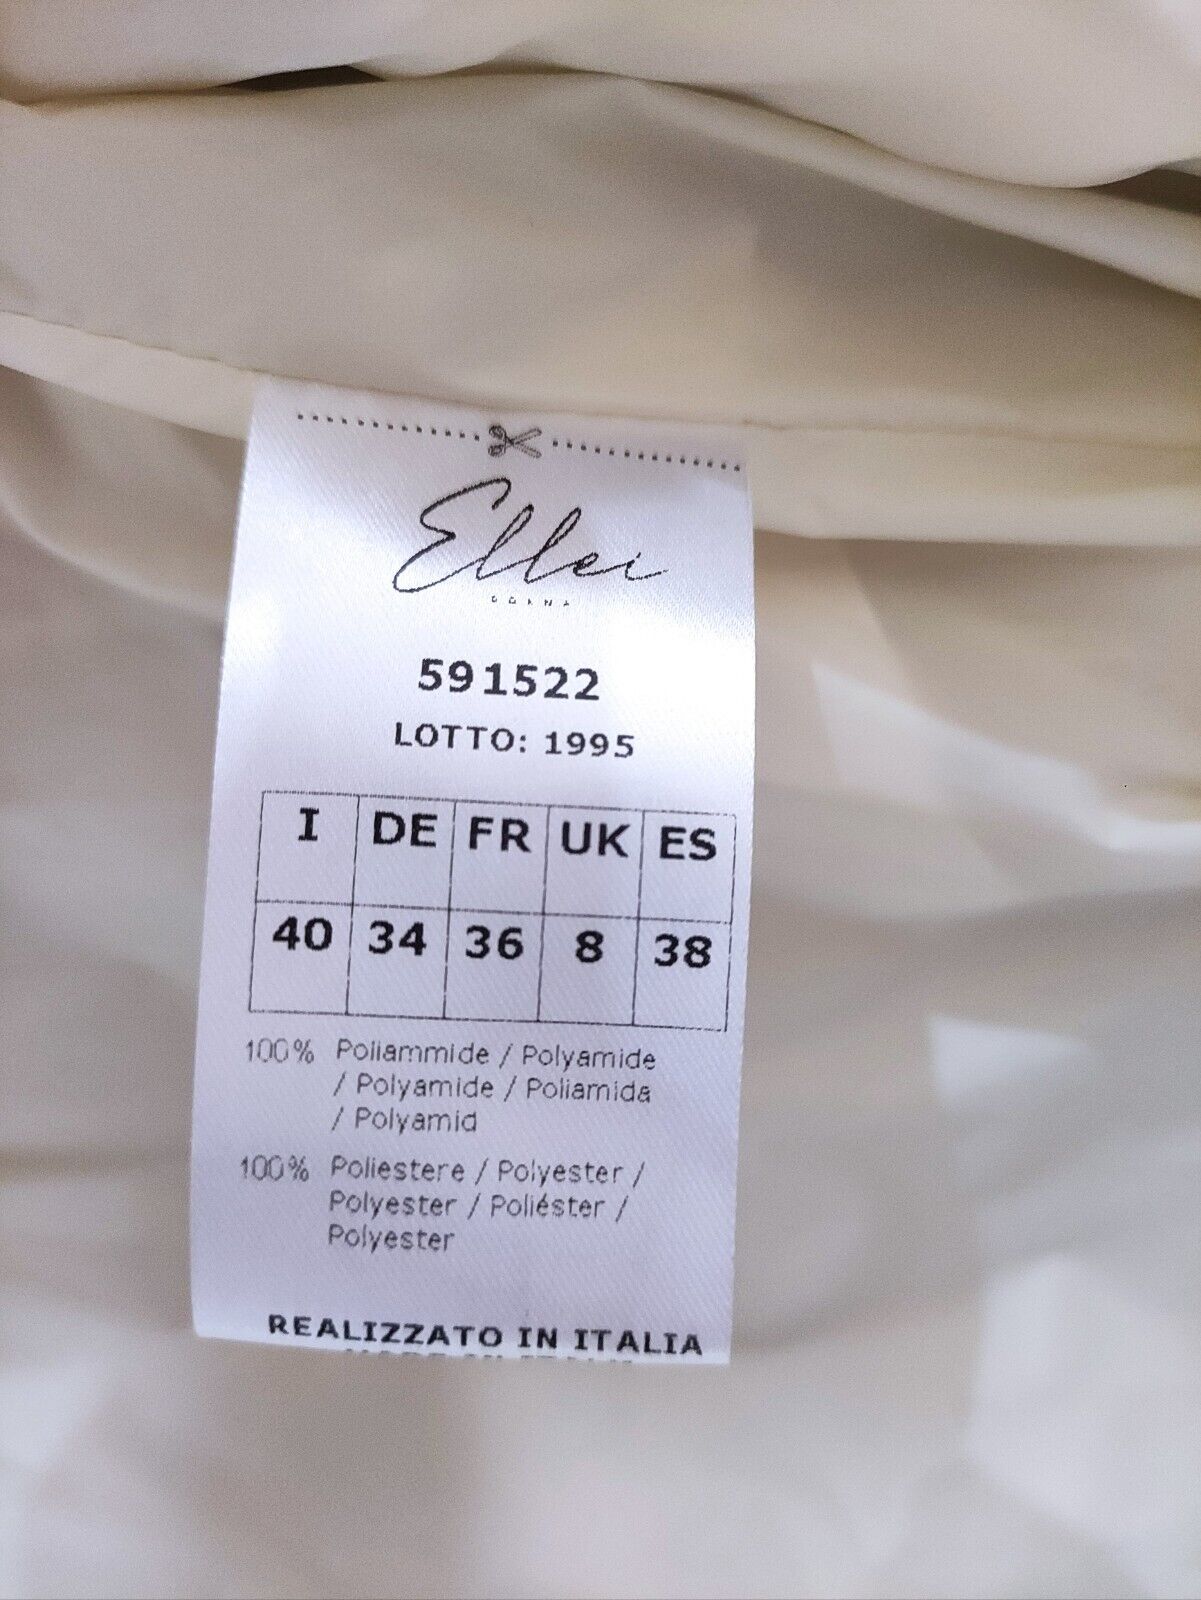 Ellei
DONNA
591522
LOTTO: 1995
I DE FR UK ES
40 34 36 8 38
100% Poliammide / Polyamide
/ Polyamide / Poliamida
/ Polyamid
100% Poliestere / Polyester /
Polyester / Poliéster /
Polyester
REALIZZATO IN ITALIA